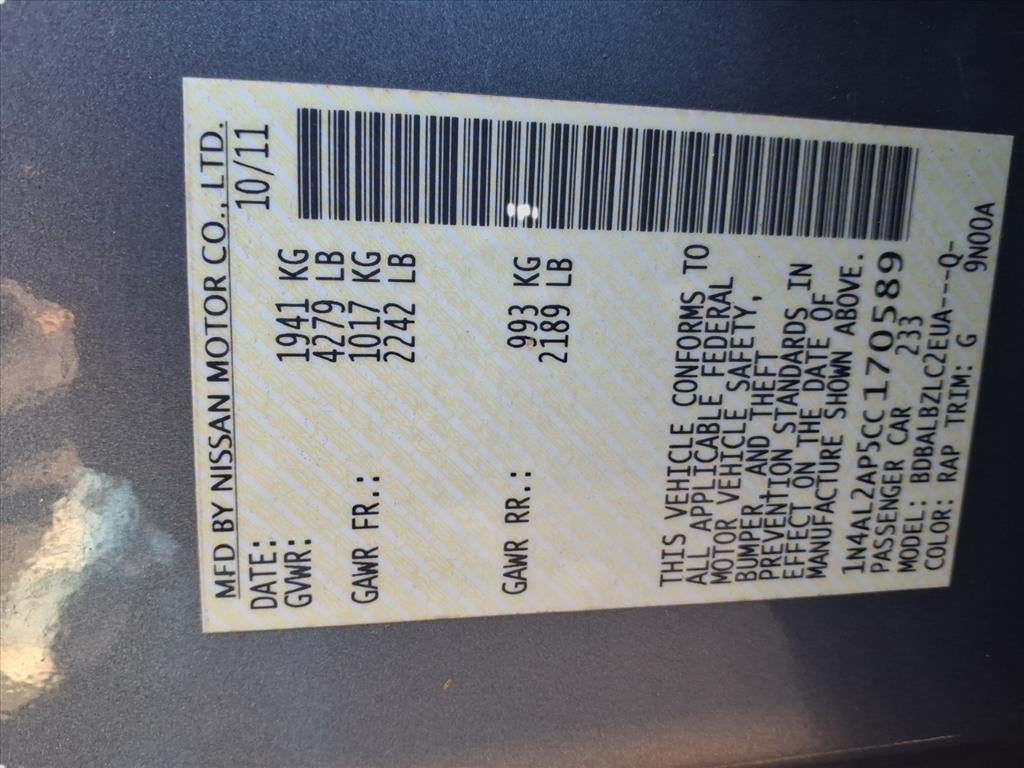 MFD BY NISSAN MOTOR CO., LTD.
DATE: 10/11
GVWR: 1941 KG
4279 LB
GAWR FR.: 1017 KG
2242 LB
GAWR RR.: 993 KG
2189 LB
THIS VEHICLE CONFORMS TO
ALL APPLICABLE FEDERAL
MOTOR VEHICLE SAFETY,
BUMPER, AND THEFT
PREVENTION STANDARDS IN
EFFECT ON THE DATE OF
MANUFACTURE SHOWN ABOVE.
1N4AL2AP5CC170589
PASSENGER CAR 233
MODEL: BDBALBZLC2EUA---Q-
COLOR: RAP TRIM: G 9N00A